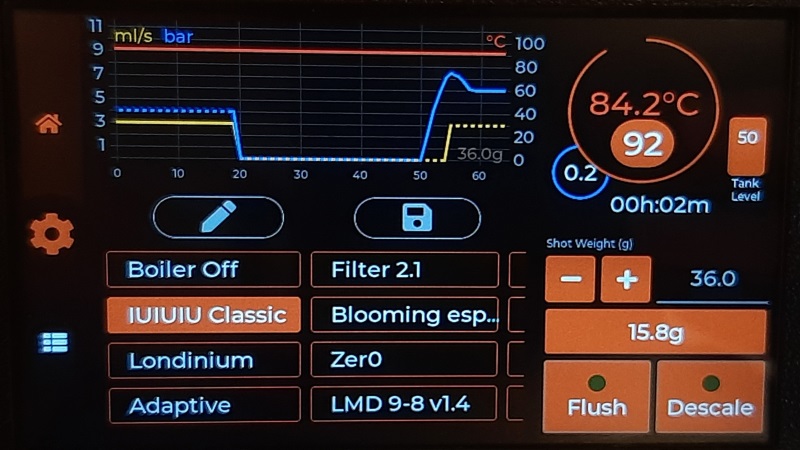 ml/s bar °C
11 9 7 5 3 1
100 80 60 40 20 0
36.0g
0 10 20 30 40 50 60
84.2°C
92
0.2
50
Tank
Level
00h:02m
Shot Weight (g)
− + 36.0
15.8g
Flush Descale
Boiler Off Filter 2.1
IUIUIU Classic Blooming esp...
Londinium Zer0
Adaptive LMD 9-8 v1.4